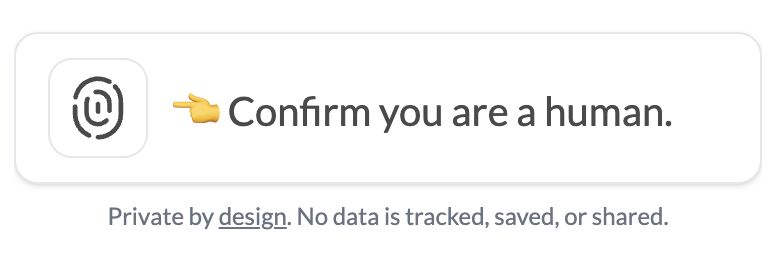 👈 Confirm you are a human.
Private by design. No data is tracked, saved, or shared.